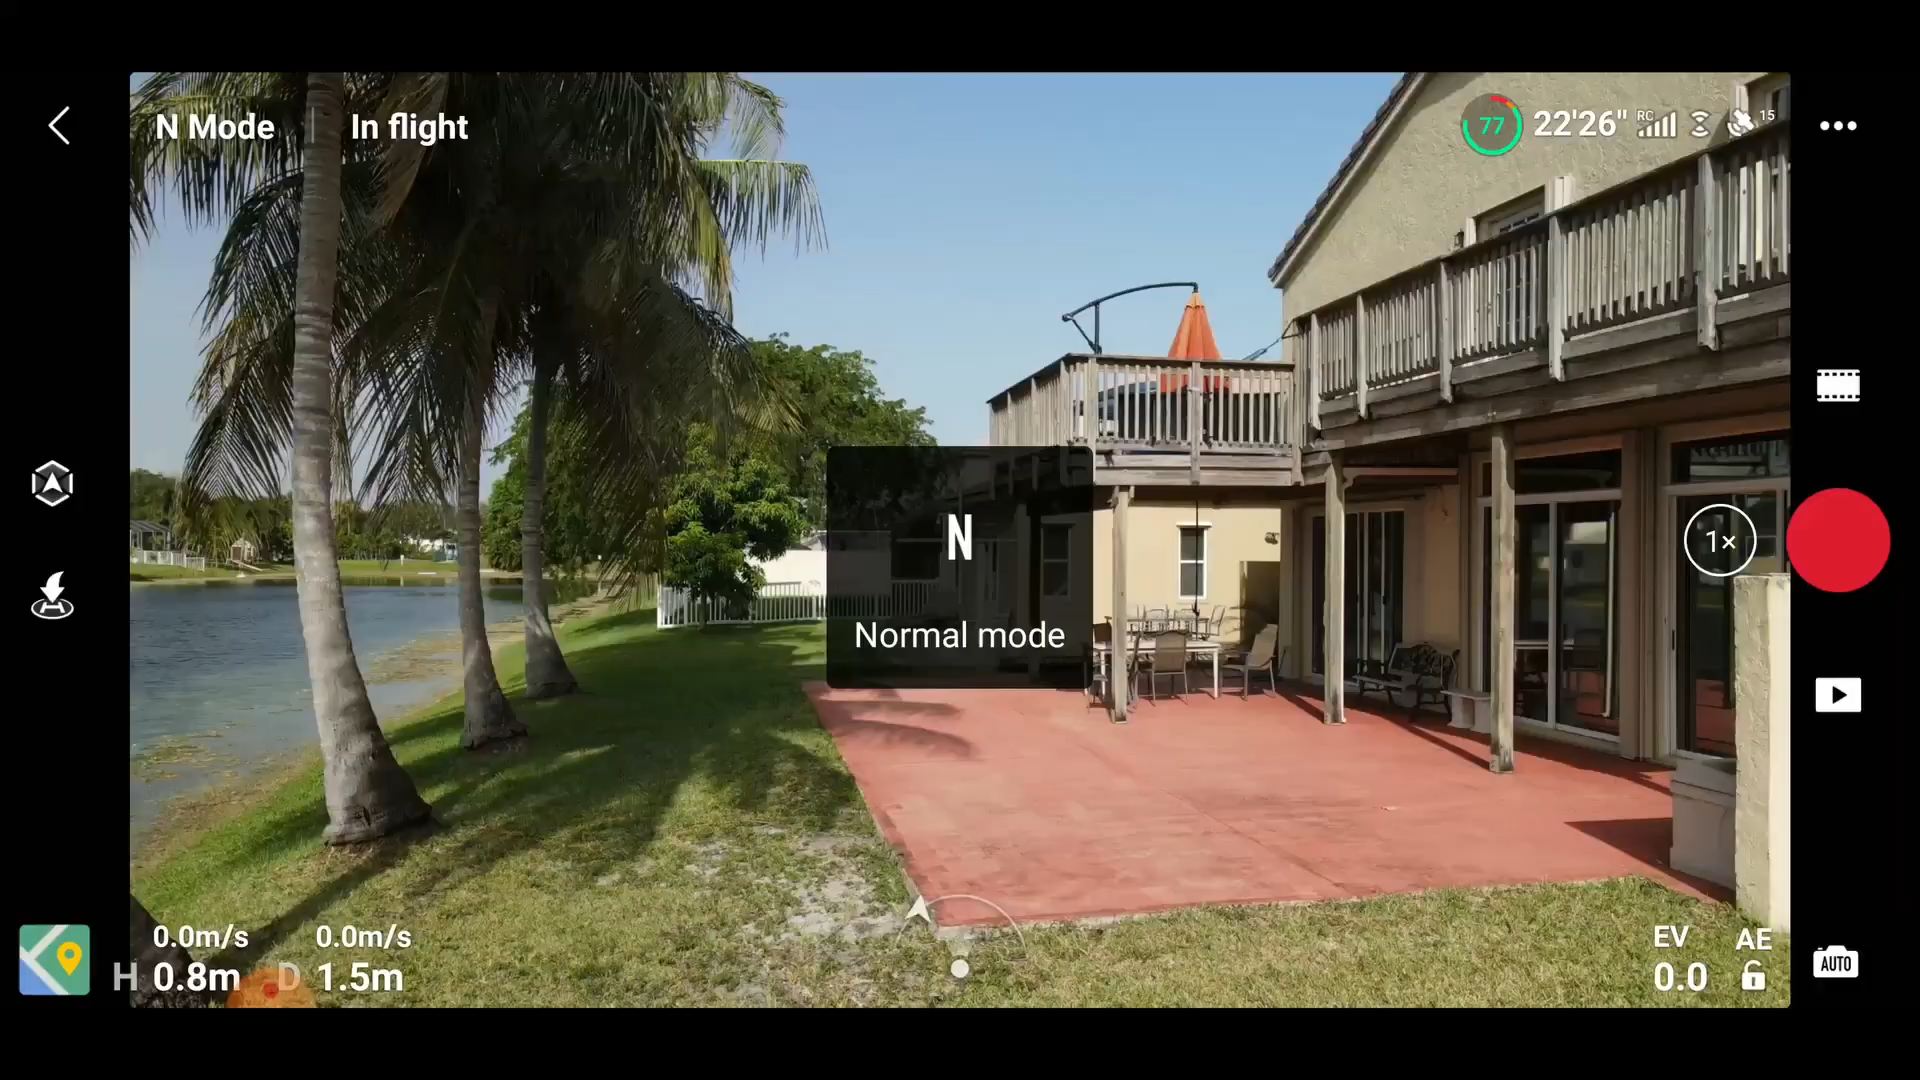 N Mode
In flight
77
22'26"
RC
15
N
Normal mode
1×
0.0m/s 0.0m/s
H 0.8m D 1.5m
EV AE
0.0
AUTO